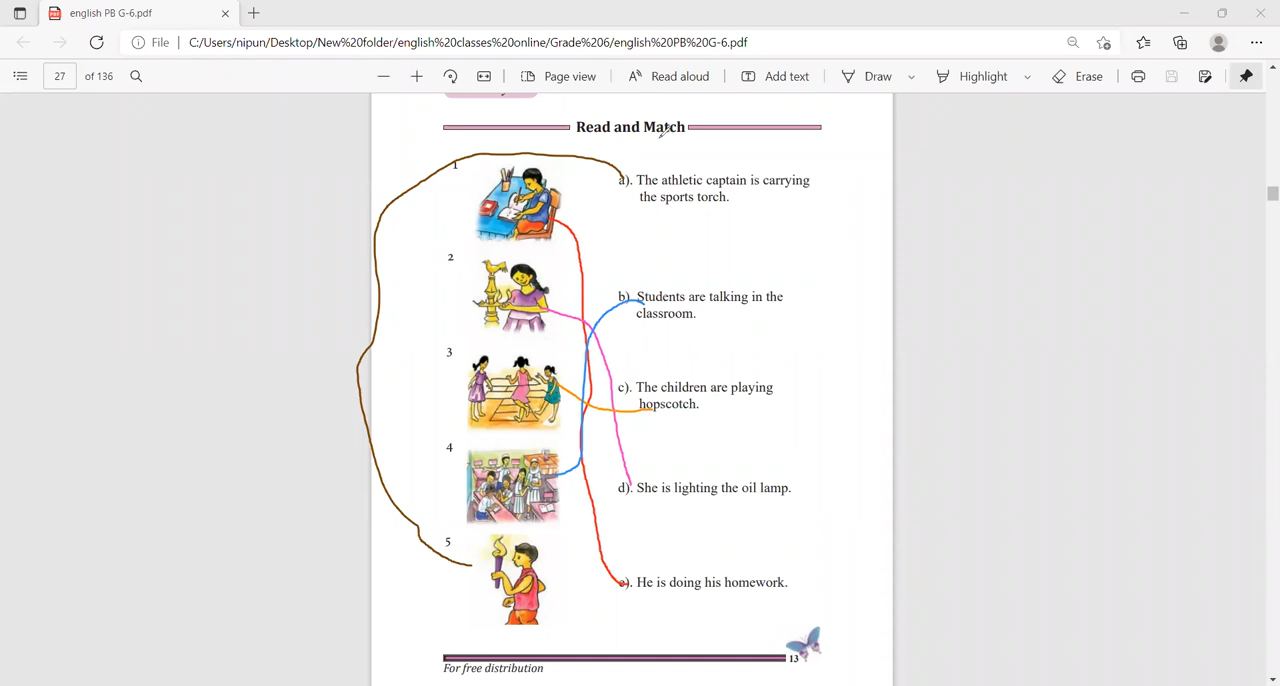 english PB G-6.pdf
File C:/Users/nipun/Desktop/New%20folder/english%20classes%20online/Grade%206/english%20PB%20G-6.pdf
27 of 136 Page view Read aloud Add text Draw Highlight Erase
Read and Match
1
a). The athletic captain is carrying
the sports torch.
2
b). Students are talking in the
classroom.
3
c). The children are playing
hopscotch.
4
d). She is lighting the oil lamp.
5
e). He is doing his homework.
13
For free distribution